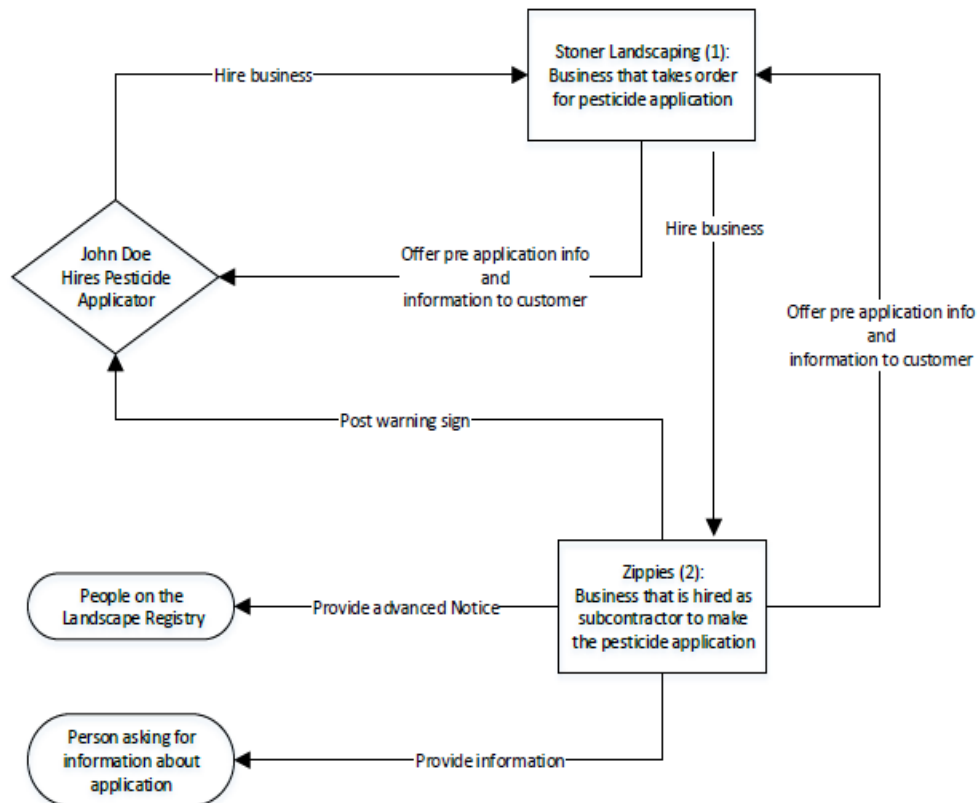 Stoner Landscaping (1):
Business that takes order
for pesticide application
Hire business
John Doe
Hires Pesticide
Applicator
Offer pre application info
and
information to customer
Hire business
Offer pre application info
and
information to customer
Post warning sign
Zippies (2):
Business that is hired as
subcontractor to make
the pesticide application
People on the
Landscape Registry
Provide advanced Notice
Person asking for
information about
application
Provide information